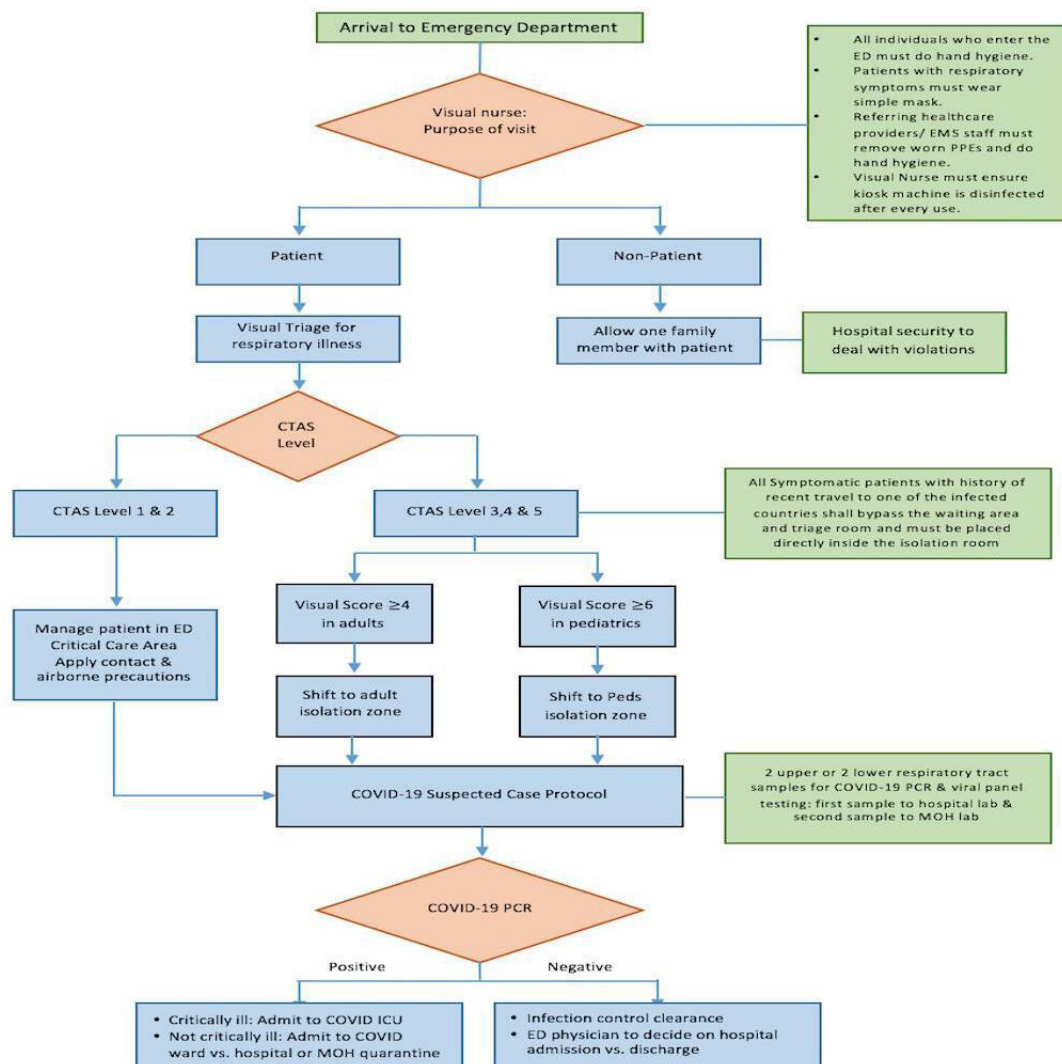 Arrival to Emergency Department
• All individuals who enter the
ED must do hand hygiene.
• Patients with respiratory
symptoms must wear
simple mask.
• Referring healthcare
providers/ EMS staff must
remove worn PPEs and do
hand hygiene.
• Visual Nurse must ensure
kiosk machine is disinfected
after every use.
Visual nurse:
Purpose of visit
Patient
Non-Patient
Visual Triage for
respiratory illness
Allow one family
member with patient
Hospital security to
deal with violations
CTAS
Level
CTAS Level 1 & 2
CTAS Level 3,4 & 5
All Symptomatic patients with history of
recent travel to one of the infected
countries shall bypass the waiting area
and triage room and must be placed
directly inside the isolation room
Visual Score ≥4
in adults
Visual Score ≥6
in pediatrics
Manage patient in ED
Critical Care Area
Apply contact &
airborne precautions
Shift to adult
isolation zone
Shift to Peds
isolation zone
COVID-19 Suspected Case Protocol
2 upper or 2 lower respiratory tract
samples for COVID-19 PCR & viral panel
testing: first sample to hospital lab &
second sample to MOH lab
COVID-19 PCR
Positive
Negative
• Critically ill: Admit to COVID ICU
• Not critically ill: Admit to COVID
ward vs. hospital or MOH quarantine
• Infection control clearance
• ED physician to decide on hospital
admission vs. discharge